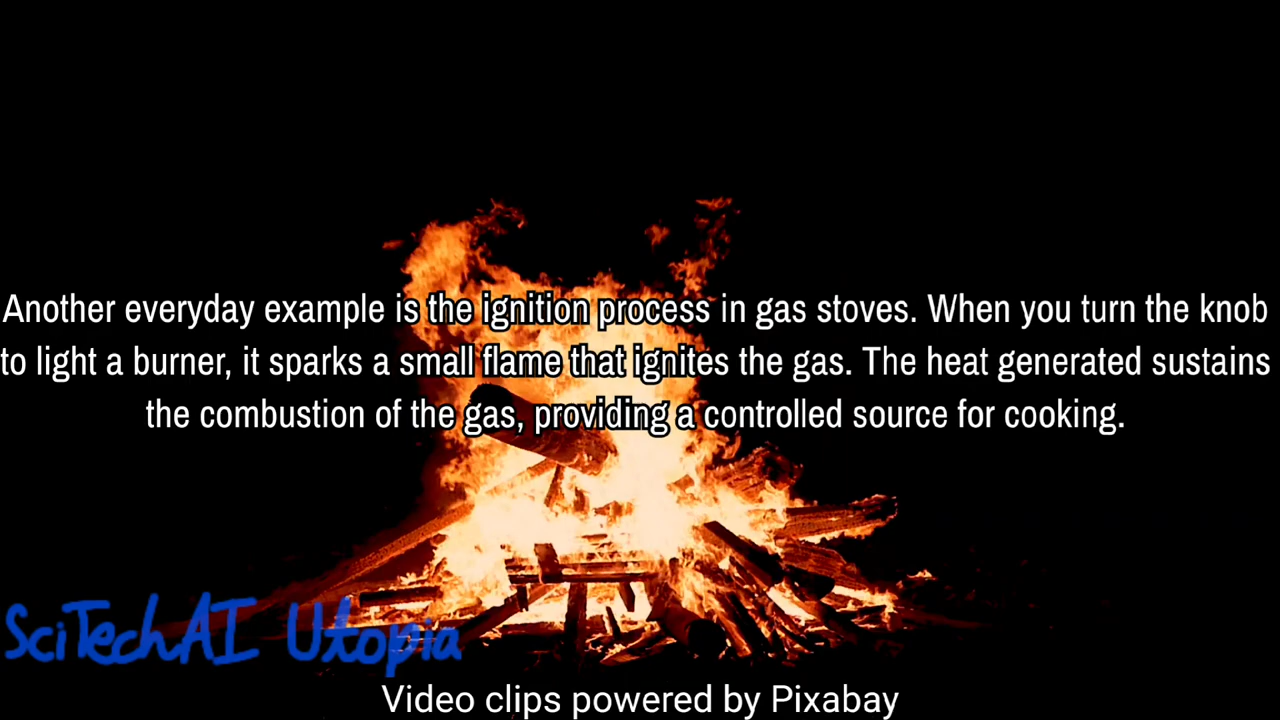 Another everyday example is the ignition process in gas stoves. When you turn the knob
to light a burner, it sparks a small flame that ignites the gas. The heat generated sustains
the combustion of the gas, providing a controlled source for cooking.
SciTechAI Utopia
Video clips powered by Pixabay